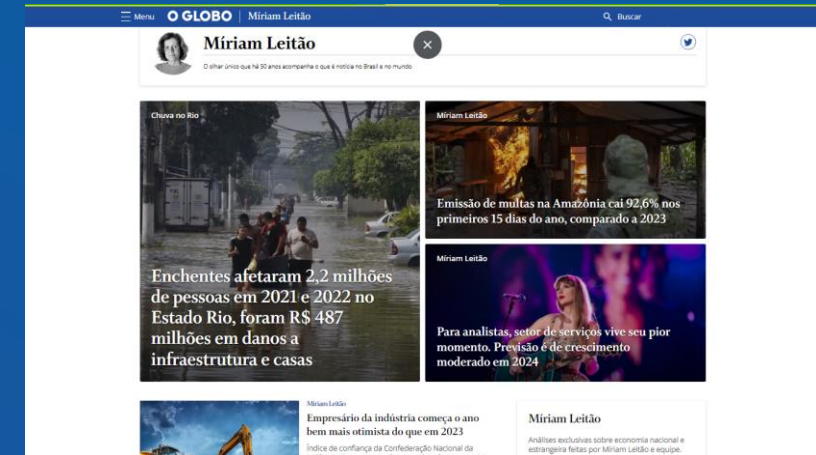 Menu O GLOBO | Míriam Leitão Buscar
Míriam Leitão
O olhar único que há 50 anos acompanha o que é notícia no Brasil e no mundo
Chuva no Rio
Enchentes afetaram 2,2 milhões
de pessoas em 2021 e 2022 no
Estado Rio, foram R$ 487
milhões em danos a
infraestrutura e casas
Míriam Leitão
Emissão de multas na Amazônia cai 92,6% nos
primeiros 15 dias do ano, comparado a 2023
Míriam Leitão
Para analistas, setor de serviços vive seu pior
momento. Previsão é de crescimento
moderado em 2024
Míriam Leitão
Empresário da indústria começa o ano
bem mais otimista do que em 2023
Índice de confiança da Confederação Nacional da
Míriam Leitão
Análises exclusivas sobre economia nacional e
estrangeira feitas por Míriam Leitão e equipe.